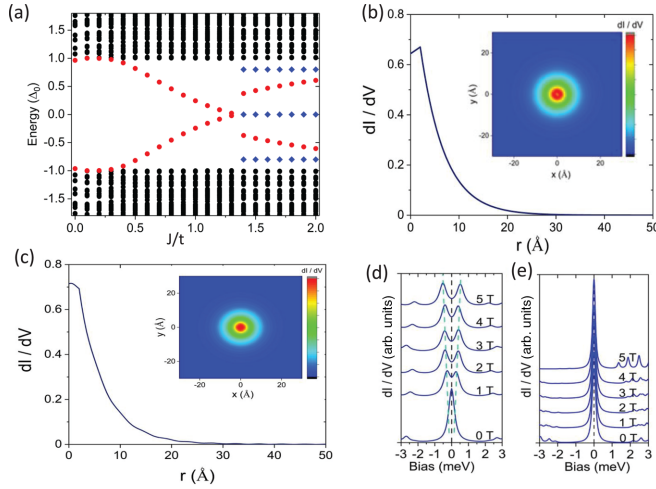 (a)
1.5
1.0
0.5
0.0
-0.5
-1.0
-1.5
Energy (Δ₀)
0.0 0.5 1.0 1.5 2.0
J/t
(b)
0.8
0.6
0.4
0.2
0
dI / dV
0 10 20 30 40 50
r (Å)
dI / dV
20
0
-20
y (Å)
-20 0 20
x (Å)
(c)
0.8
0.6
0.4
0.2
0
dI / dV
0 10 20 30 40 50
r (Å)
dI / dV
20
0
-20
y (Å)
-20 0 20
x (Å)
(d)
dI / dV (arb. units)
5 T
4 T
3 T
2 T
1 T
0 T
-3 -2 -1 0 1 2 3
Bias (meV)
(e)
dI / dV (arb. units)
5 T
4 T
3 T
2 T
1 T
0 T
-3 -2 -1 0 1 2 3
Bias (meV)